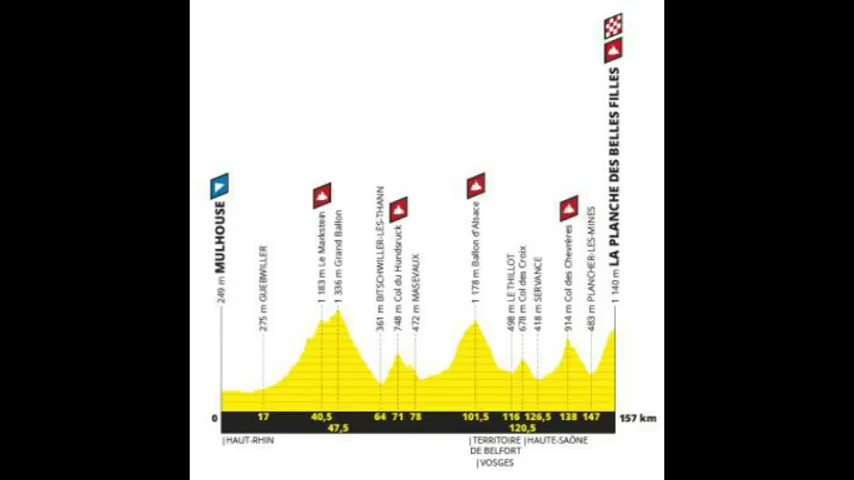 249 m MULHOUSE
275 m GUEBWILLER
1 183 m Le Markstein
1 336 m Grand Ballon
361 m BITSCHWILLER-LÈS-THANN
748 m Col du Hundsruck
472 m MASEVAUX
1 178 m Ballon d'Alsace
498 m LE THILLOT
678 m Col des Croix
418 m SERVANCE
914 m Col des Chevrères
483 m PLANCHER-LES-MINES
1 140 m LA PLANCHE DES BELLES FILLES
0 17 40,5 64 71 78 101,5 116 126,5 138 147 157 km
47,5 120,5
|HAUT-RHIN |TERRITOIRE |HAUTE-SAÔNE
DE BELFORT
|VOSGES